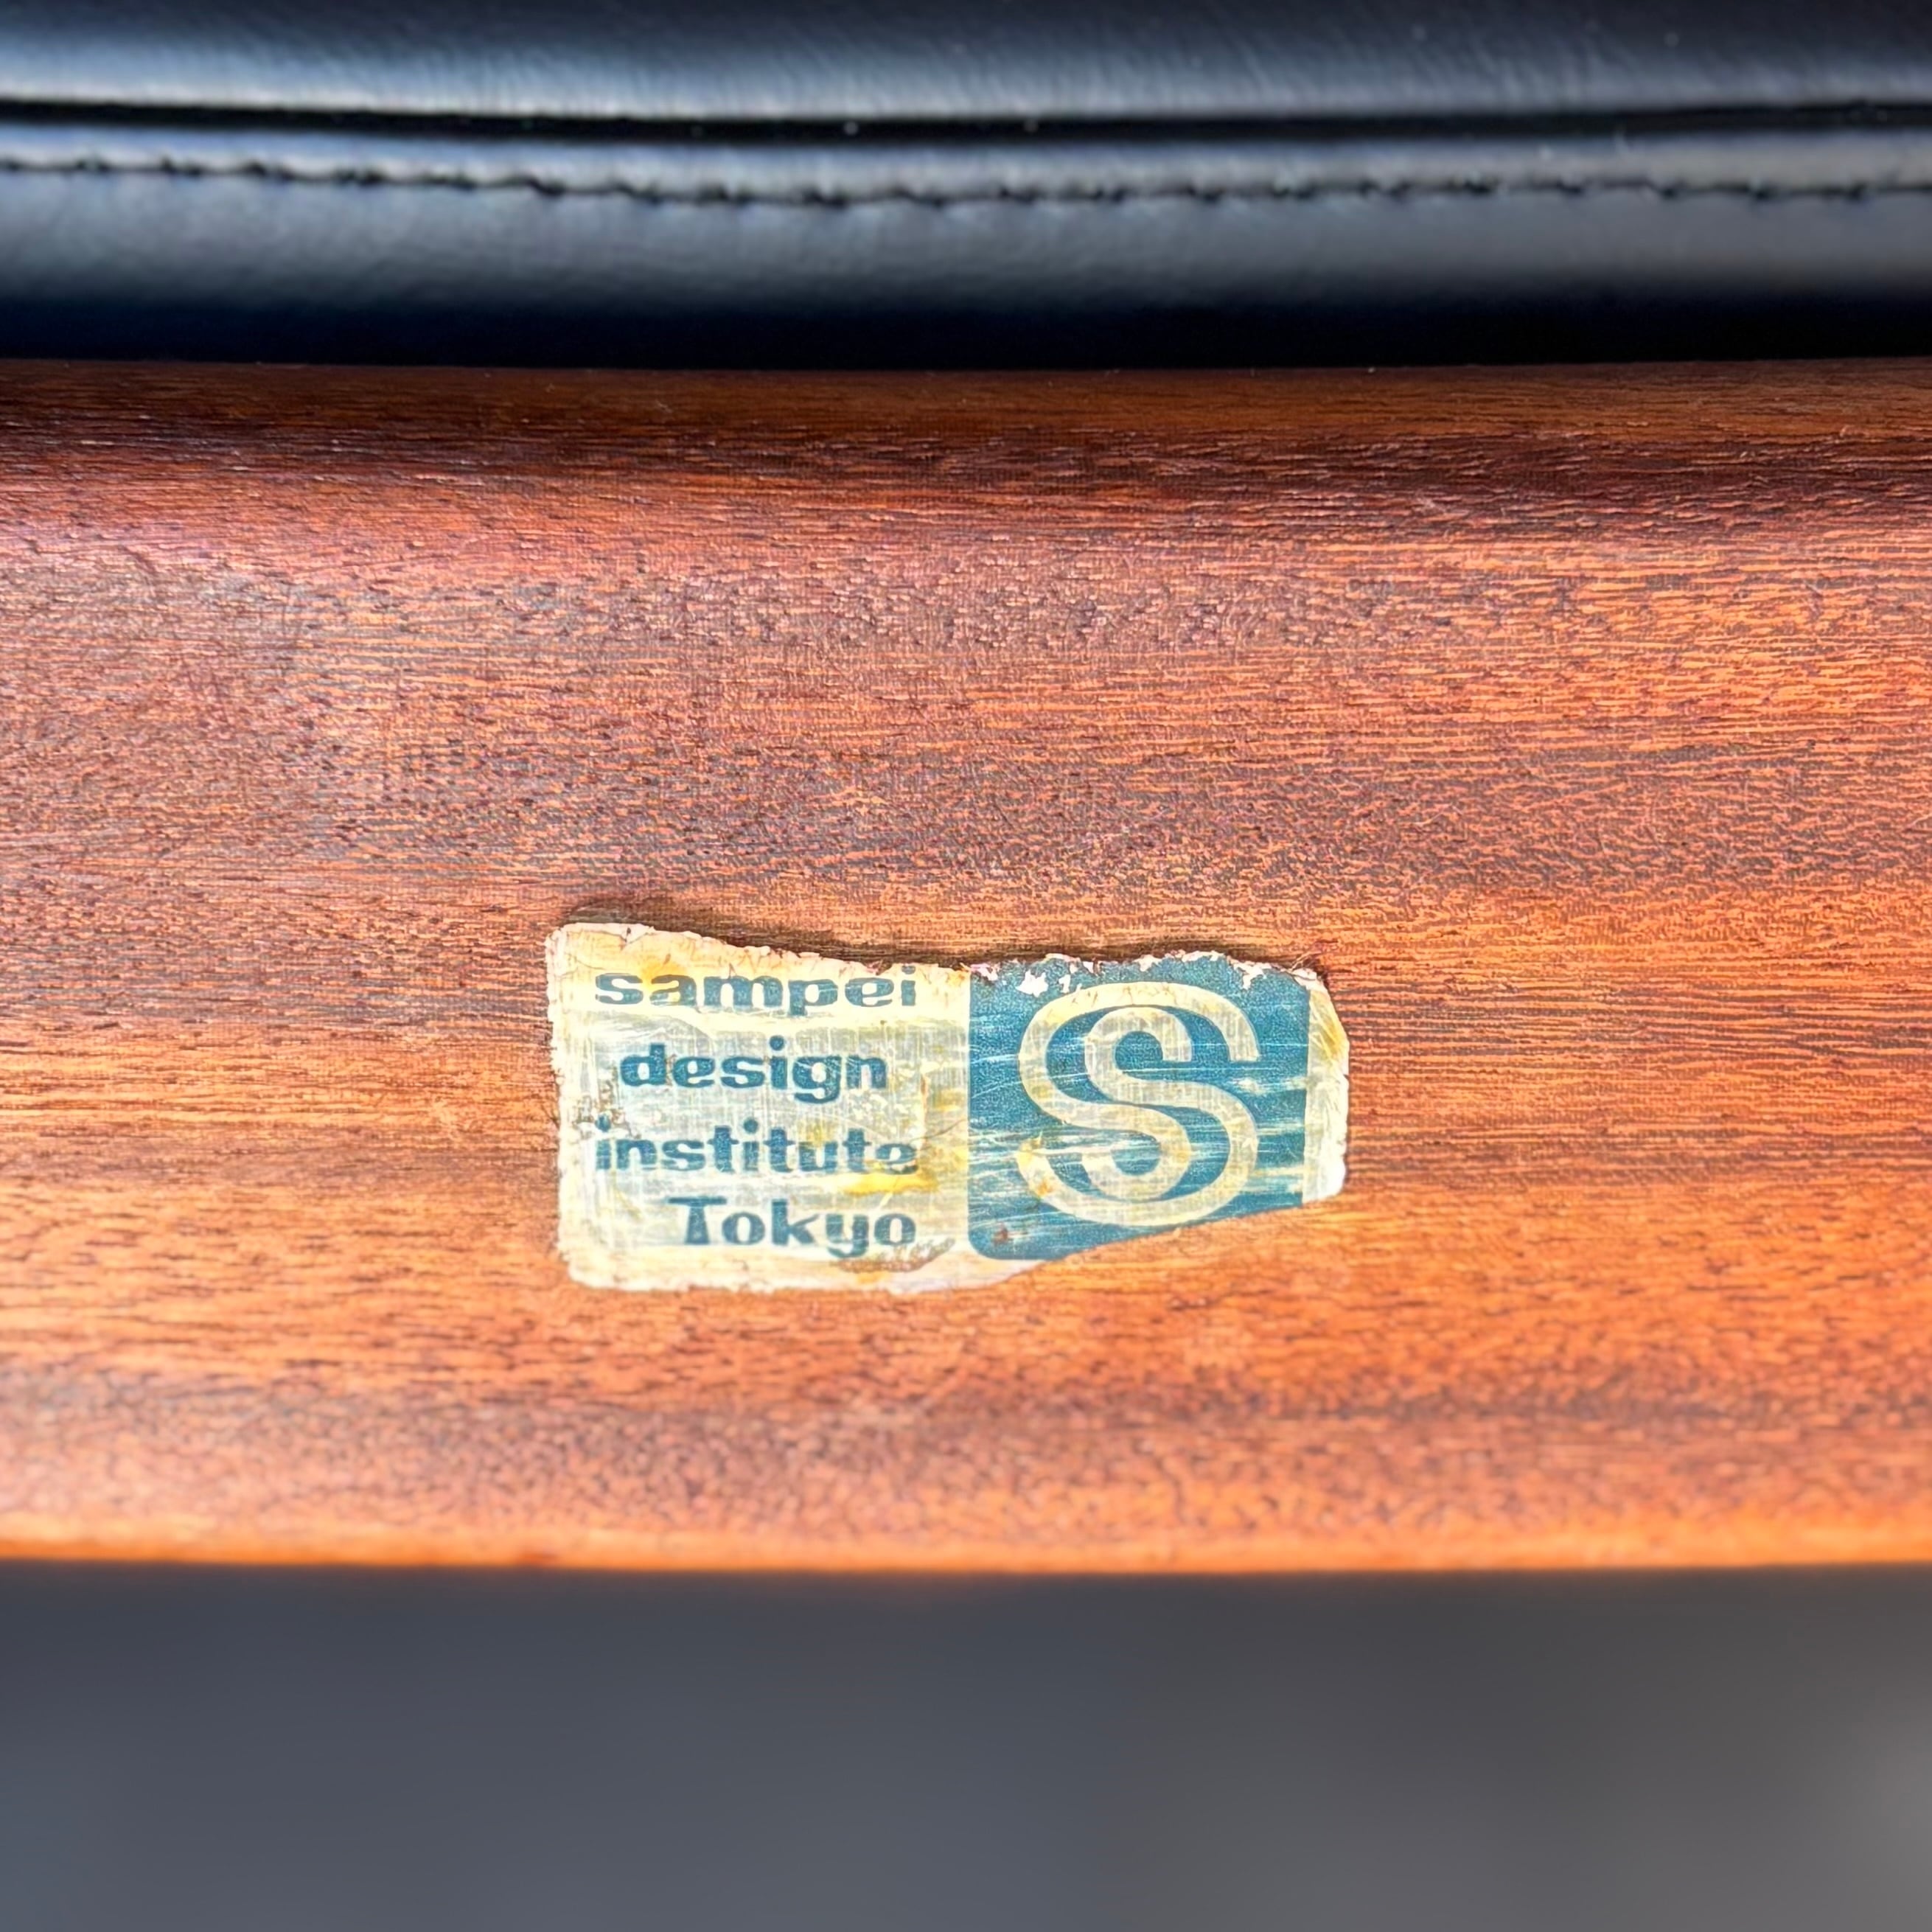 sampei
design
institute
Tokyo
S